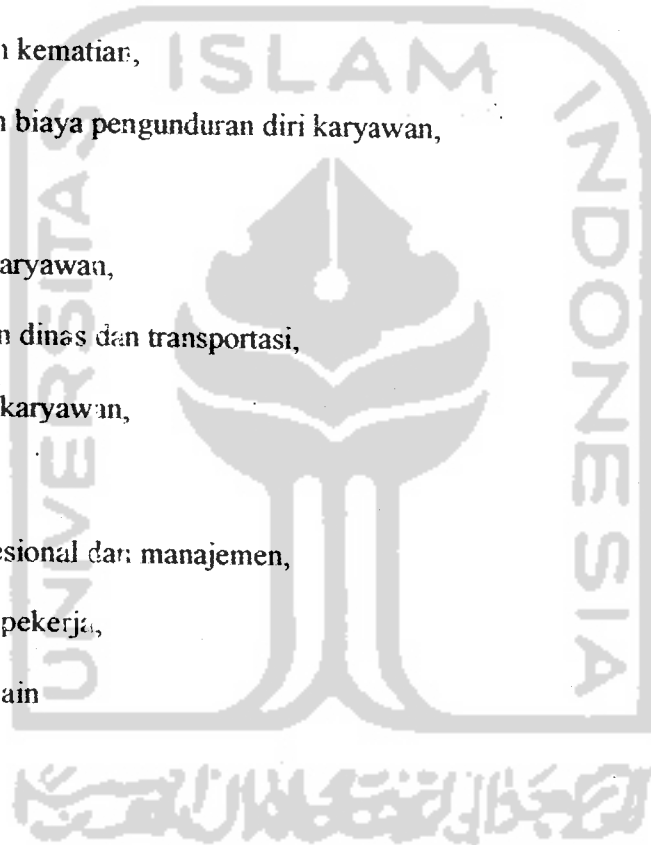 n kematian,
ISLAM
n biaya pengunduran diri karyawan,
UNIVERSITAS
INDONESIA
aryawan,
n dinas dan transportasi,
karyawan,
esional dan manajemen,
pekerja,
ain